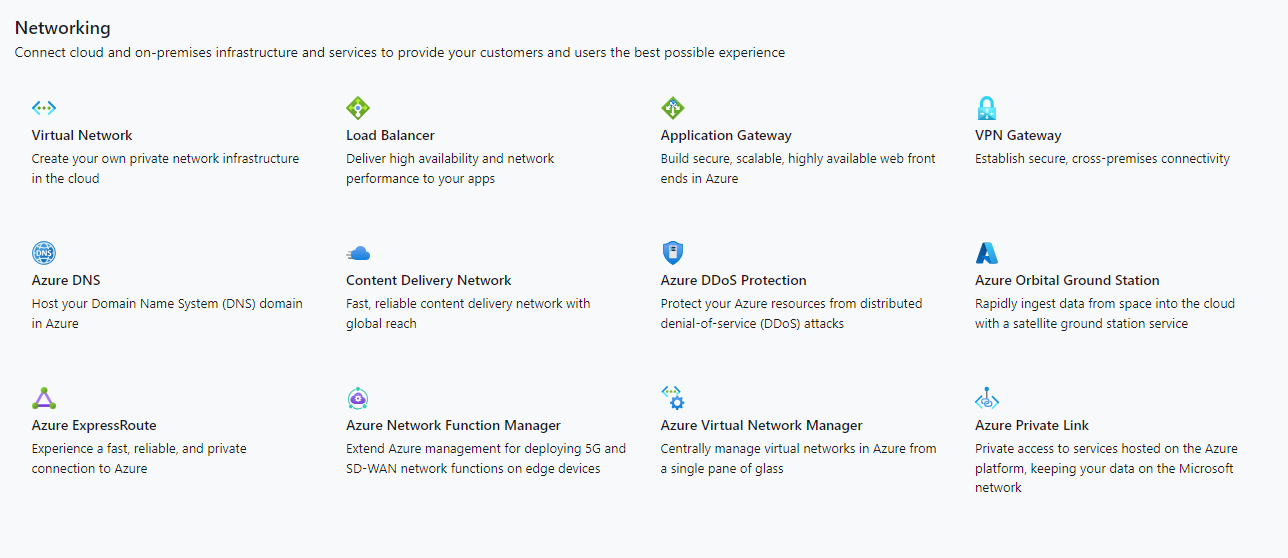 Networking
Connect cloud and on-premises infrastructure and services to provide your customers and users the best possible experience
Virtual Network
Create your own private network infrastructure
in the cloud
Load Balancer
Deliver high availability and network
performance to your apps
Application Gateway
Build secure, scalable, highly available web front
ends in Azure
VPN Gateway
Establish secure, cross-premises connectivity
DNS
Azure DNS
Host your Domain Name System (DNS) domain
in Azure
Content Delivery Network
Fast, reliable content delivery network with
global reach
Azure DDoS Protection
Protect your Azure resources from distributed
denial-of-service (DDoS) attacks
Azure Orbital Ground Station
Rapidly ingest data from space into the cloud
with a satellite ground station service
Azure ExpressRoute
Experience a fast, reliable, and private
connection to Azure
Azure Network Function Manager
Extend Azure management for deploying 5G and
SD-WAN network functions on edge devices
Azure Virtual Network Manager
Centrally manage virtual networks in Azure from
a single pane of glass
Azure Private Link
Private access to services hosted on the Azure
platform, keeping your data on the Microsoft
network